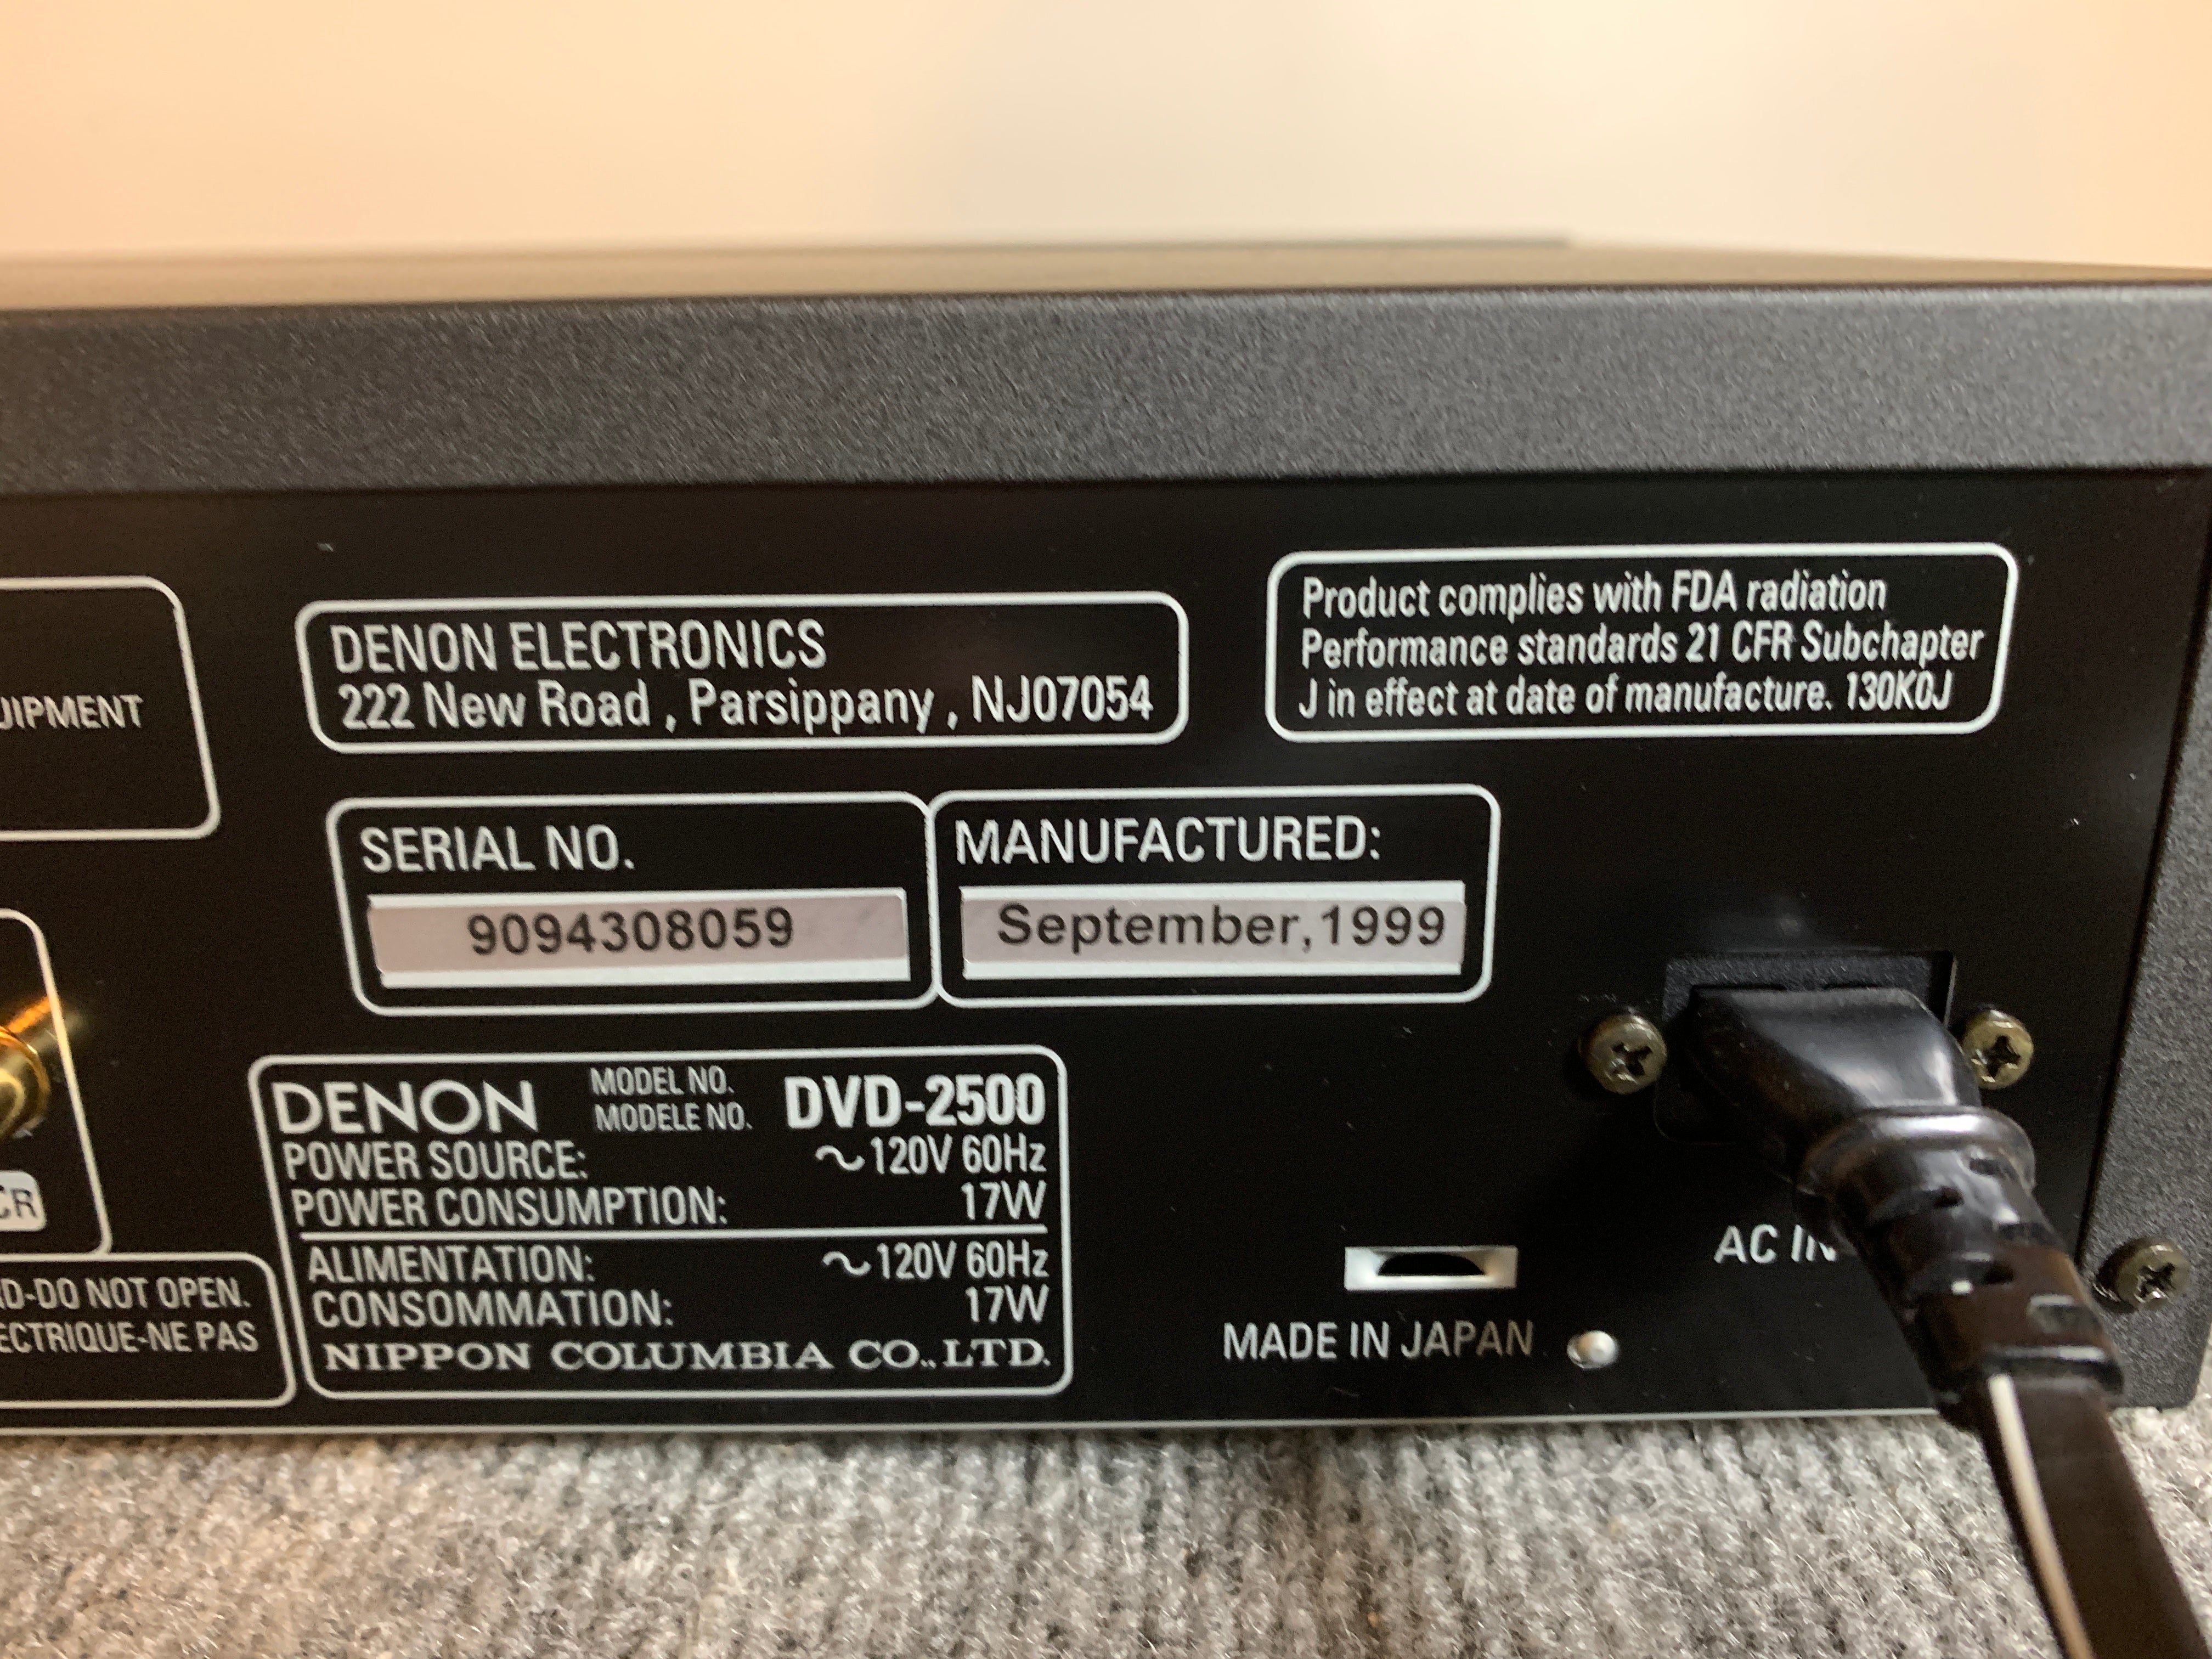 UIPMENT
DENON ELECTRONICS
222 New Road , Parsippany , NJ07054
Product complies with FDA radiation
Performance standards 21 CFR Subchapter
J in effect at date of manufacture. 130K0J
SERIAL NO.
9094308059
MANUFACTURED:
September,1999
CR
D-DO NOT OPEN.
ECTRIQUE-NE PAS
DENON MODEL NO. DVD-2500
MODELE NO.
POWER SOURCE: ~120V 60Hz
POWER CONSUMPTION: 17W
ALIMENTATION: ~120V 60Hz
CONSOMMATION: 17W
NIPPON COLUMBIA CO.,LTD.
MADE IN JAPAN
AC IN